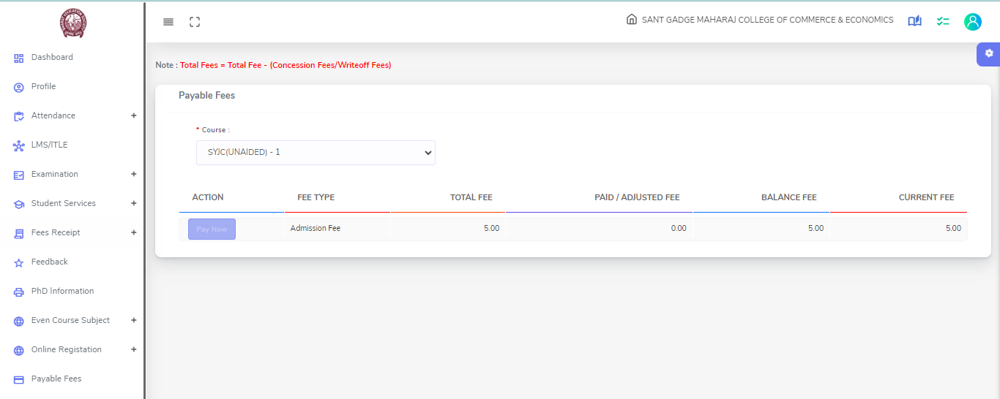 SANT GADGE MAHARAJ COLLEGE OF COMMERCE & ECONOMICS
Dashboard
Profile
Attendance +
LMS/ITLE
Examination +
Student Services +
Fees Receipt +
Feedback
PhD Information
Even Course Subject +
Online Registation +
Payable Fees
Note : Total Fees = Total Fee - (Concession Fees/Writeoff Fees)
Payable Fees
* Course :
SYJC(UNAIDED) - 1
ACTION FEE TYPE TOTAL FEE PAID / ADJUSTED FEE BALANCE FEE CURRENT FEE
Pay Now Admission Fee 5.00 0.00 5.00 5.00